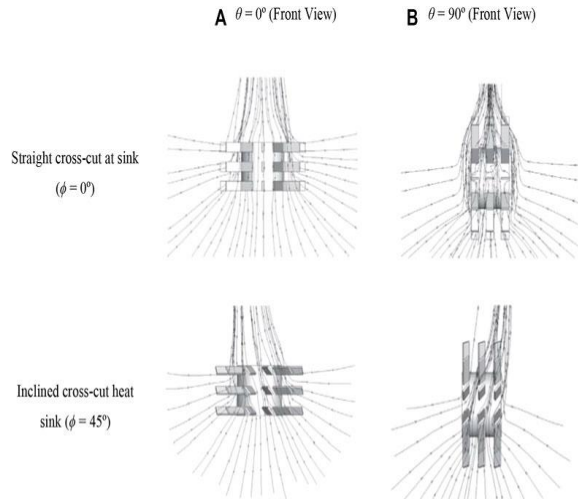 A θ = 0º (Front View)
B θ = 90º (Front View)
Straight cross-cut at sink
(ϕ = 0º)
Inclined cross-cut heat
sink (ϕ = 45º)